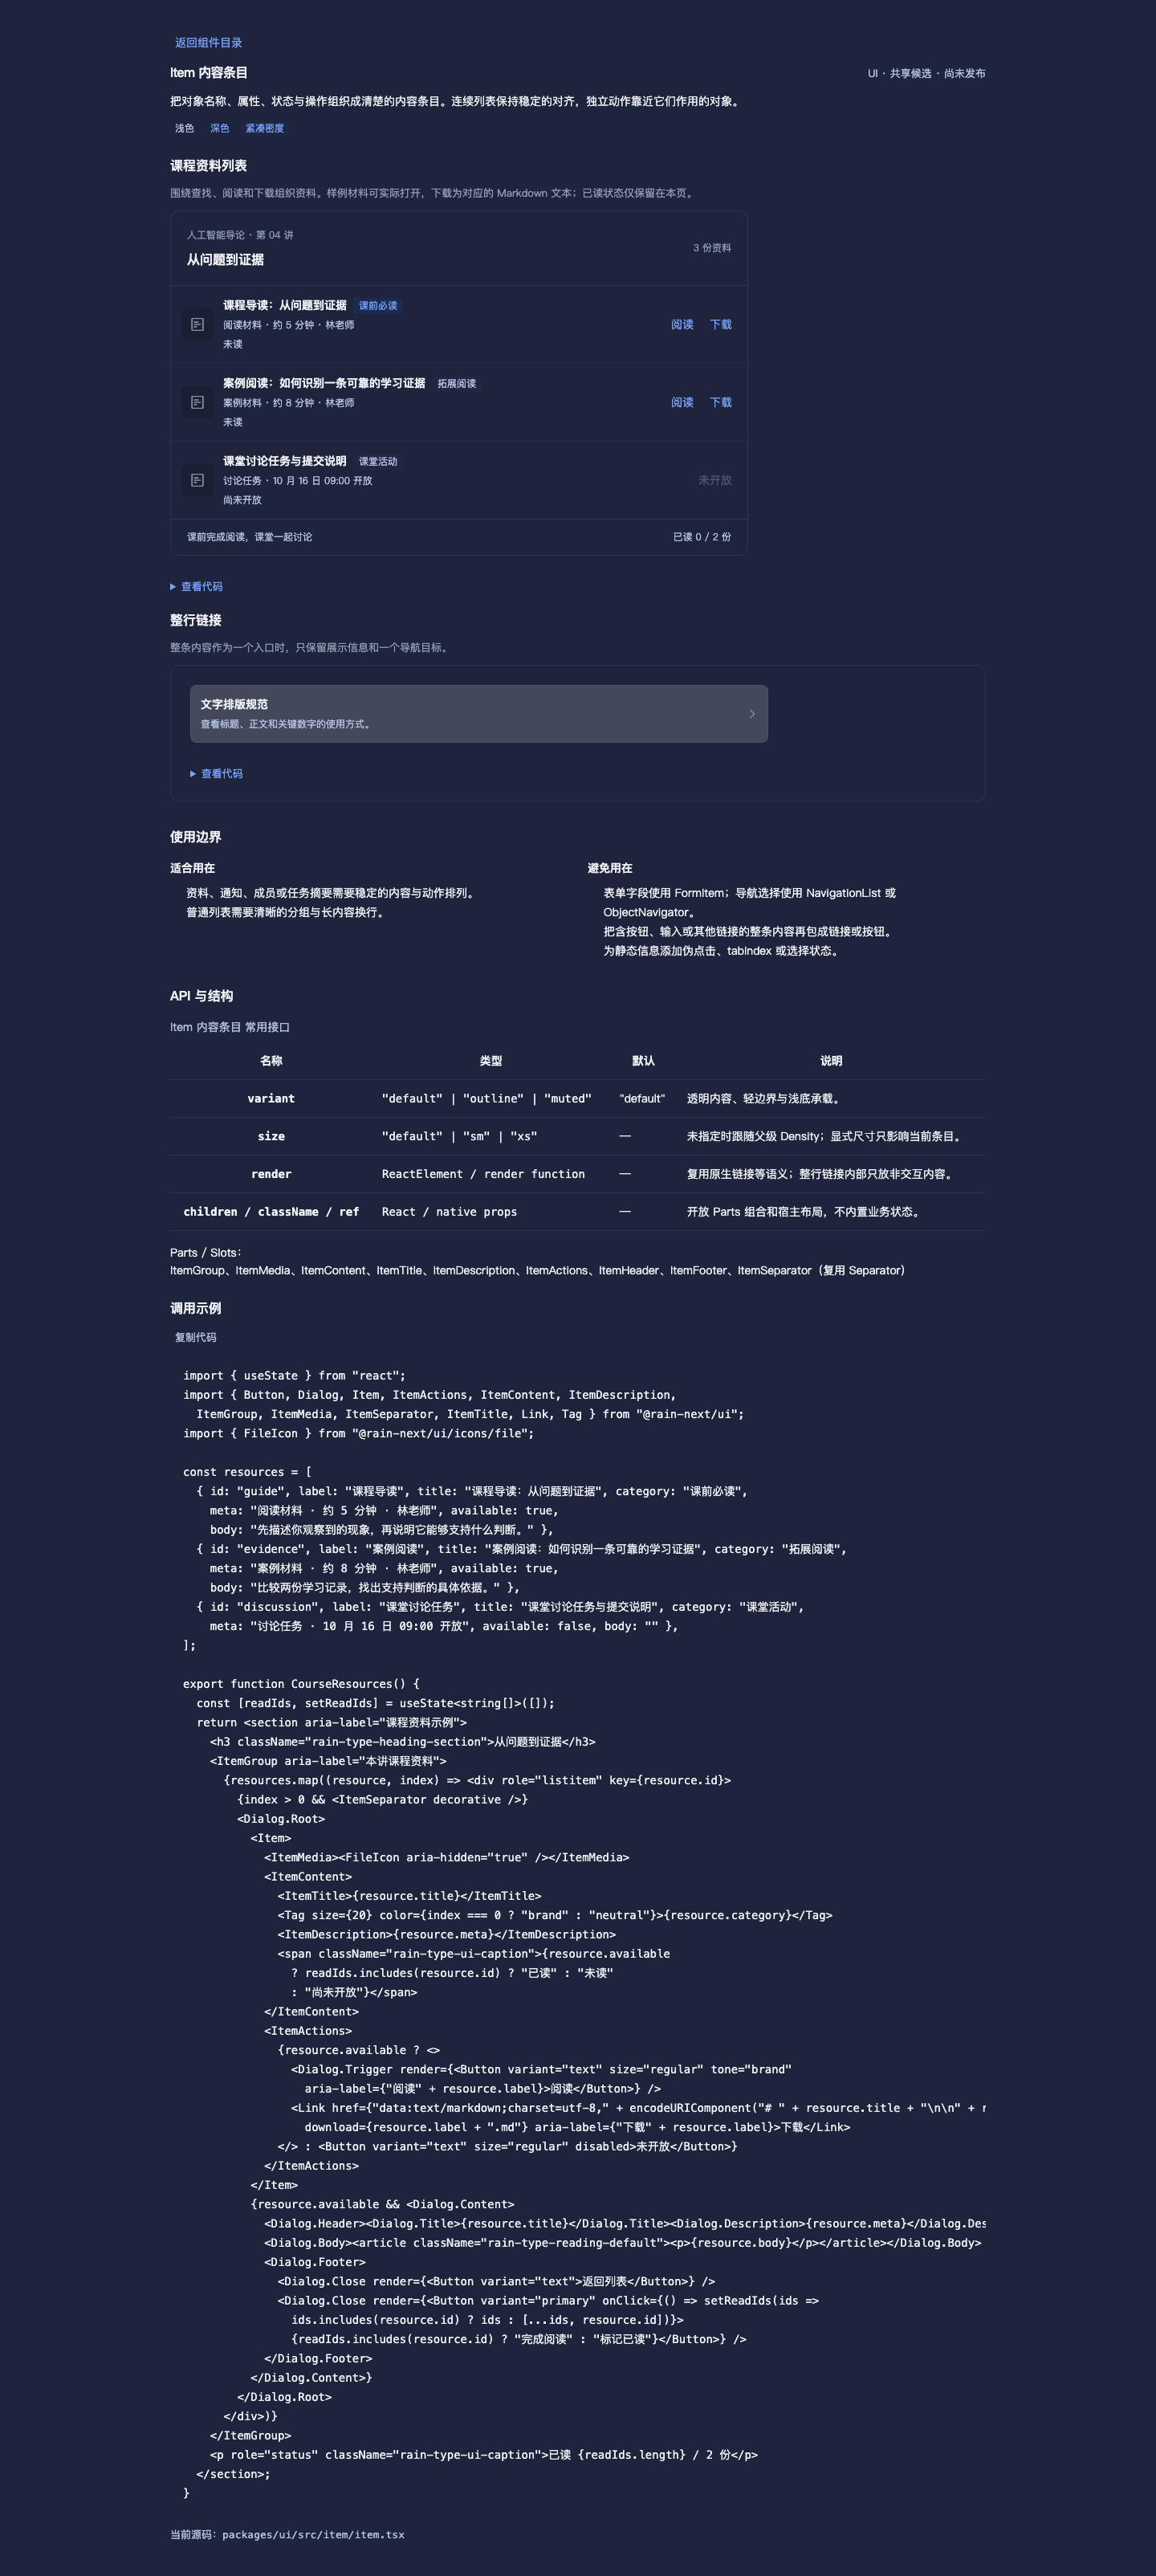 返回组件目录
Item 内容条目
UI · 共享候选 · 尚未发布
把对象名称、属性、状态与操作组织成清楚的内容条目。连续列表保持稳定的对齐，独立动作靠近它们作用的对象。
浅色 深色 紧凑密度
课程资料列表
围绕查找、阅读和下载组织资料。样例材料可实际打开，下载为对应的 Markdown 文本；已读状态仅保留在本页。
人工智能导论 · 第 04 讲
从问题到证据
3 份资料
课程导读：从问题到证据 课前必读
阅读材料 · 约 5 分钟 · 林老师
未读
阅读 下载
案例阅读：如何识别一条可靠的学习证据 拓展阅读
案例材料 · 约 8 分钟 · 林老师
未读
阅读 下载
课堂讨论任务与提交说明 课堂活动
讨论任务 · 10 月 16 日 09:00 开放
尚未开放
未开放
课前完成阅读，课堂一起讨论
已读 0 / 2 份
查看代码
整行链接
整条内容作为一个入口时，只保留展示信息和一个导航目标。
文字排版规范
查看标题、正文和关键数字的使用方式。
查看代码
使用边界
适合用在
资料、通知、成员或任务摘要需要稳定的内容与动作排列。
普通列表需要清晰的分组与长内容换行。
避免用在
表单字段使用 FormItem；导航选择使用 NavigationList 或
ObjectNavigator。
把含按钮、输入或其他链接的整条内容再包成链接或按钮。
为静态信息添加伪点击、tabIndex 或选择状态。
API 与结构
Item 内容条目 常用接口
名称 类型 默认 说明
variant "default" | "outline" | "muted" "default" 透明内容、轻边界与浅底承载。
size "default" | "sm" | "xs" — 未指定时跟随父级 Density；显式尺寸只影响当前条目。
render ReactElement / render function — 复用原生链接等语义；整行链接内部只放非交互内容。
children / className / ref React / native props — 开放 Parts 组合和宿主布局，不内置业务状态。
Parts / Slots：
ItemGroup、ItemMedia、ItemContent、ItemTitle、ItemDescription、ItemActions、ItemHeader、ItemFooter、ItemSeparator（复用 Separator）
调用示例
复制代码
import { useState } from "react";
import { Button, Dialog, Item, ItemActions, ItemContent, ItemDescription,
  ItemGroup, ItemMedia, ItemSeparator, ItemTitle, Link, Tag } from "@rain-next/ui";
import { FileIcon } from "@rain-next/ui/icons/file";
const resources = [
  { id: "guide", label: "课程导读", title: "课程导读：从问题到证据", category: "课前必读",
    meta: "阅读材料 · 约 5 分钟 · 林老师", available: true,
    body: "先描述你观察到的现象，再说明它能够支持什么判断。" },
  { id: "evidence", label: "案例阅读", title: "案例阅读：如何识别一条可靠的学习证据", category: "拓展阅读",
    meta: "案例材料 · 约 8 分钟 · 林老师", available: true,
    body: "比较两份学习记录，找出支持判断的具体依据。" },
  { id: "discussion", label: "课堂讨论任务", title: "课堂讨论任务与提交说明", category: "课堂活动",
    meta: "讨论任务 · 10 月 16 日 09:00 开放", available: false, body: "" },
];
export function CourseResources() {
  const [readIds, setReadIds] = useState<string[]>([]);
  return <section aria-label="课程资料示例">
    <h3 className="rain-type-heading-section">从问题到证据</h3>
    <ItemGroup aria-label="本讲课程资料">
      {resources.map((resource, index) => <div role="listitem" key={resource.id}>
        {index > 0 && <ItemSeparator decorative />}
        <Dialog.Root>
          <Item>
            <ItemMedia><FileIcon aria-hidden="true" /></ItemMedia>
            <ItemContent>
              <ItemTitle>{resource.title}</ItemTitle>
              <Tag size={20} color={index === 0 ? "brand" : "neutral"}>{resource.category}</Tag>
              <ItemDescription>{resource.meta}</ItemDescription>
              <span className="rain-type-ui-caption">{resource.available
                ? readIds.includes(resource.id) ? "已读" : "未读"
                : "尚未开放"}</span>
            </ItemContent>
            <ItemActions>
              {resource.available ? <>
                <Dialog.Trigger render={<Button variant="text" size="regular" tone="brand"
                  aria-label={"阅读" + resource.label}>阅读</Button>} />
                <Link href={"data:text/markdown;charset=utf-8," + encodeURIComponent("# " + resource.title + "\n\n" + r
                  download={resource.label + ".md"} aria-label={"下载" + resource.label}>下载</Link>
              </> : <Button variant="text" size="regular" disabled>未开放</Button>}
            </ItemActions>
          </Item>
          {resource.available && <Dialog.Content>
            <Dialog.Header><Dialog.Title>{resource.title}</Dialog.Title><Dialog.Description>{resource.meta}</Dialog.Des
            <Dialog.Body><article className="rain-type-reading-default"><p>{resource.body}</p></article></Dialog.Body>
            <Dialog.Footer>
              <Dialog.Close render={<Button variant="text">返回列表</Button>} />
              <Dialog.Close render={<Button variant="primary" onClick={() => setReadIds(ids =>
                ids.includes(resource.id) ? ids : [...ids, resource.id])}>
                {readIds.includes(resource.id) ? "完成阅读" : "标记已读"}</Button>} />
            </Dialog.Footer>
          </Dialog.Content>}
        </Dialog.Root>
      </div>)}
    </ItemGroup>
    <p role="status" className="rain-type-ui-caption">已读 {readIds.length} / 2 份</p>
  </section>;
}
当前源码：packages/ui/src/item/item.tsx